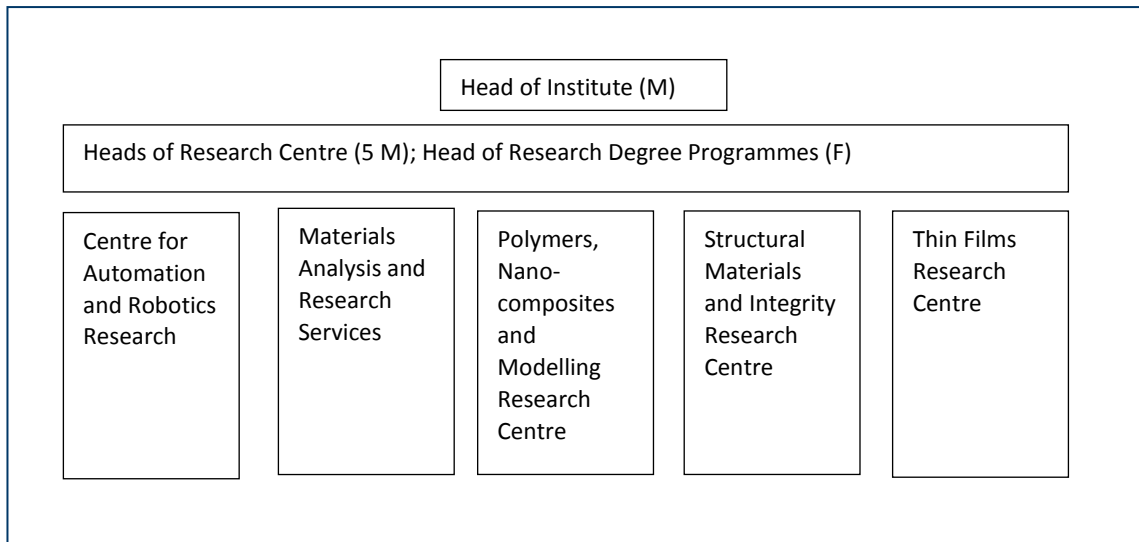 Head of Institute (M)
Heads of Research Centre (5 M); Head of Research Degree Programmes (F)
Centre for
Automation
and Robotics
Research
Materials
Analysis and
Research
Services
Polymers,
Nano-
composites
and
Modelling
Research
Centre
Structural
Materials
and Integrity
Research
Centre
Thin Films
Research
Centre